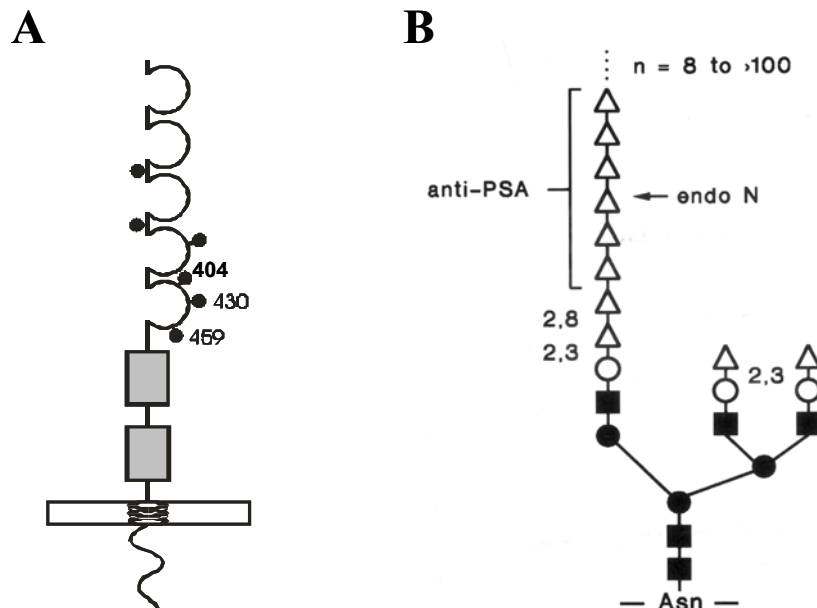 A
404
430
459
B
n = 8 to >100
anti-PSA
endo N
2,8
2,3
2,3
Asn